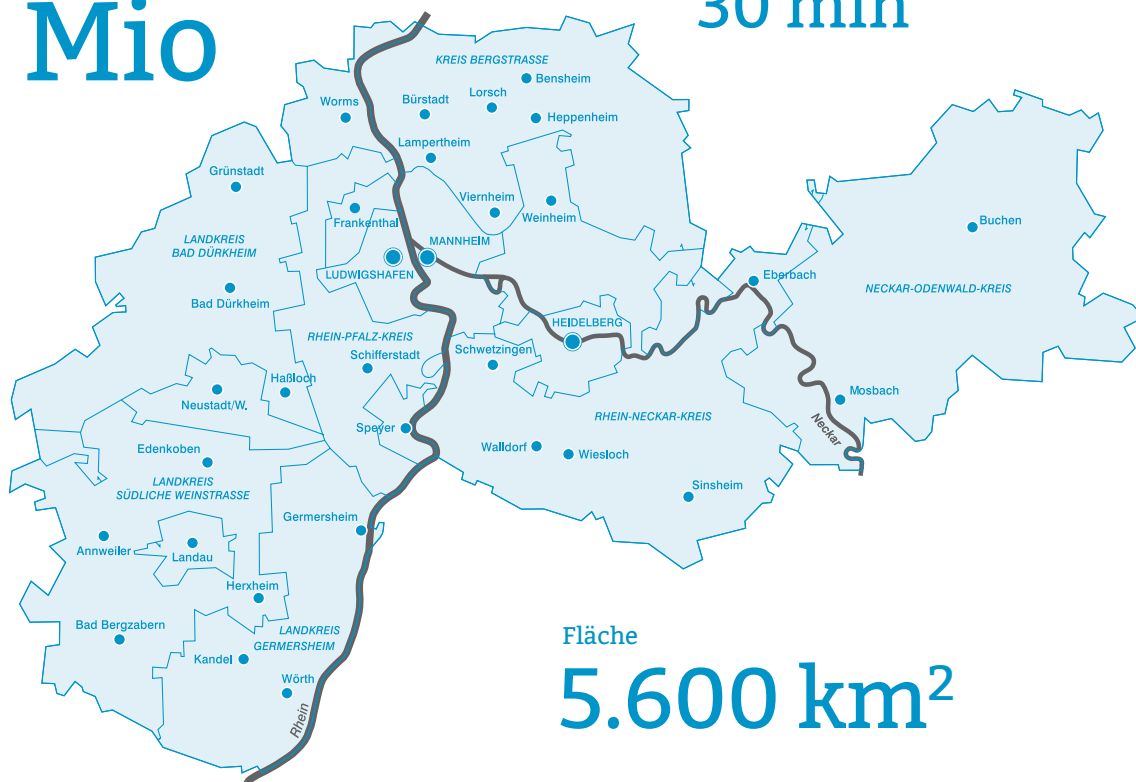 Mio
30 min
KREIS BERGSTRASSE
Bensheim
Lorsch
Worms
Bürstadt
Heppenheim
Lampertheim
Grünstadt
Viernheim
Weinheim
Frankenthal
Buchen
LANDKREIS
BAD DÜRKHEIM
MANNHEIM
LUDWIGSHAFEN
Eberbach
NECKAR-ODENWALD-KREIS
Bad Dürkheim
HEIDELBERG
RHEIN-PFALZ-KREIS
Schifferstadt
Schwetzingen
Haßloch
Neustadt/W.
Mosbach
RHEIN-NECKAR-KREIS
Speyer
Neckar
Edenkoben
Walldorf
Wiesloch
LANDKREIS
SÜDLICHE WEINSTRASSE
Sinsheim
Germersheim
Annweiler
Landau
Herxheim
Bad Bergzabern
LANDKREIS
GERMERSHEIM
Kandel
Wörth
Rhein
Fläche
5.600 km²